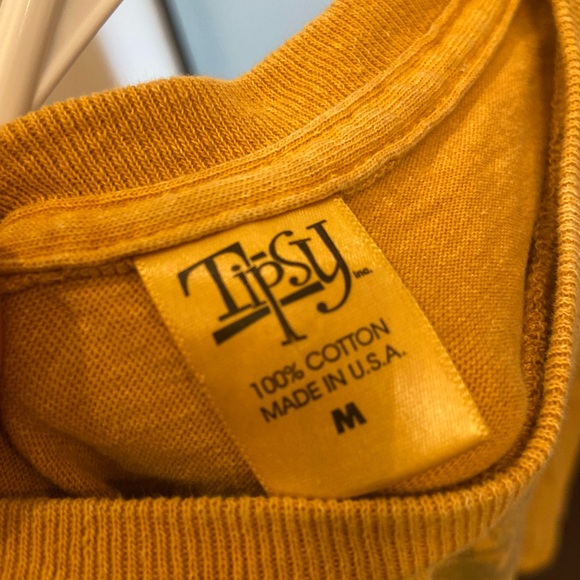 Tipsy inc.
100% COTTON
MADE IN U.S.A.
M